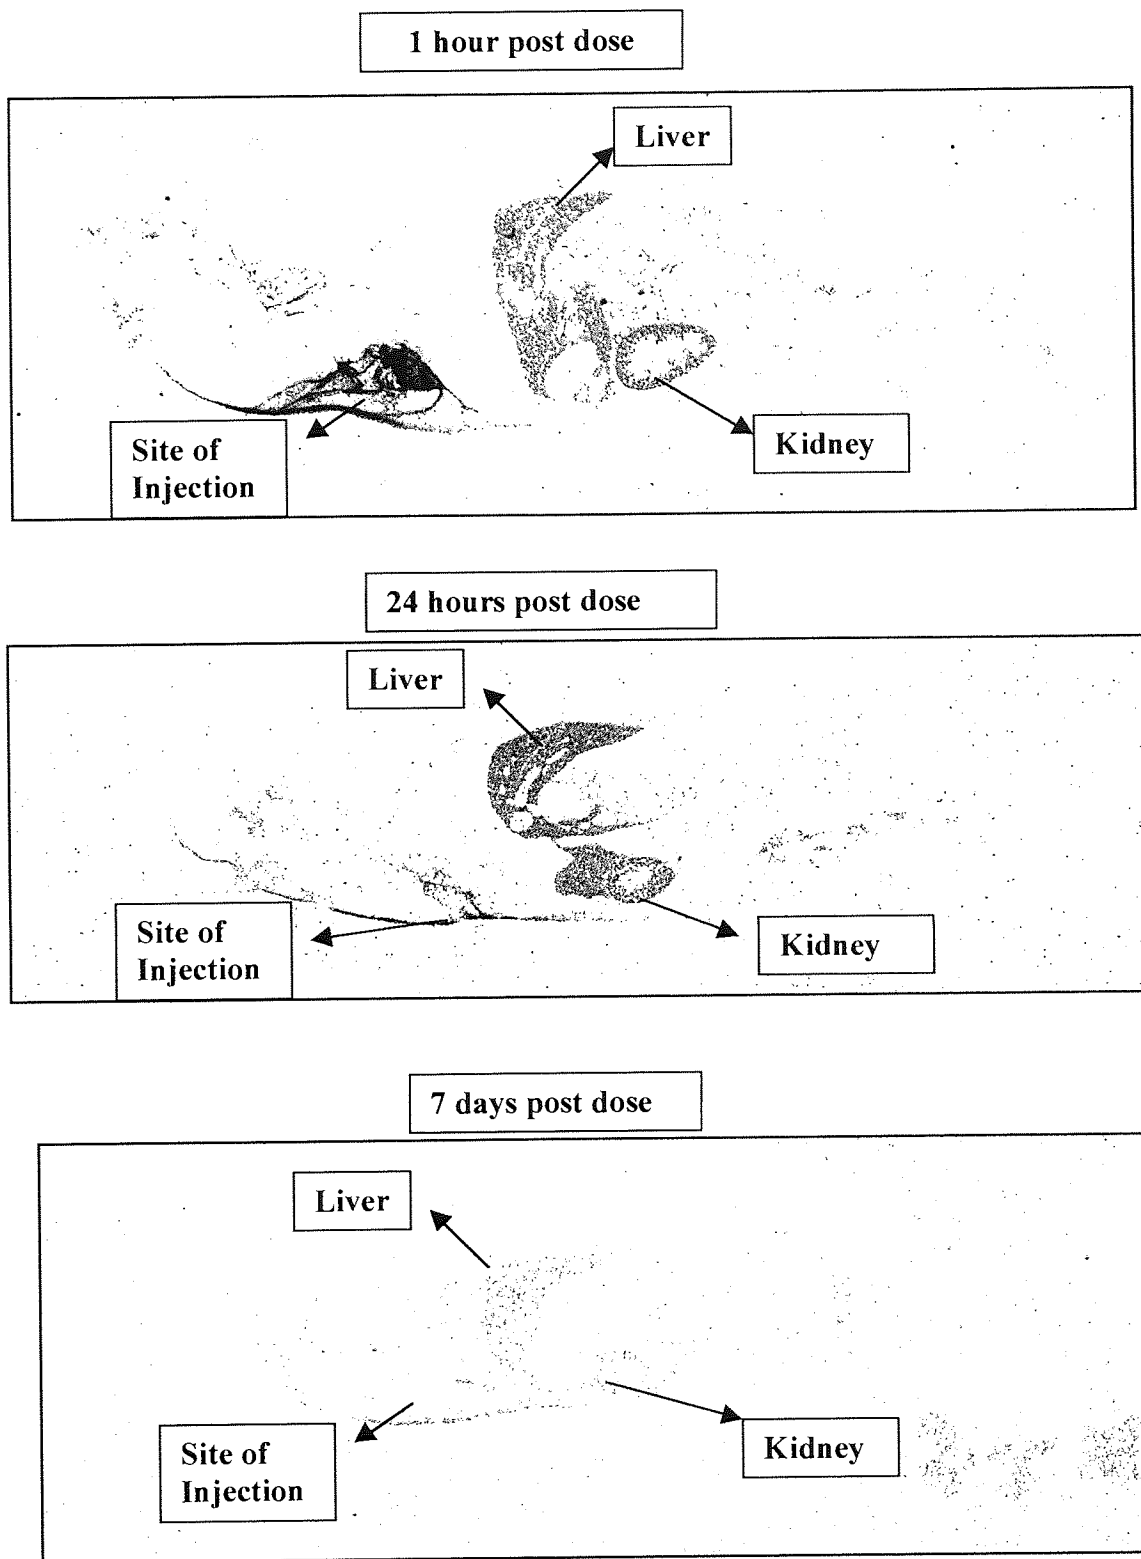 1 hour post dose
Liver
Site of
Injection
Kidney
24 hours post dose
Liver
Site of
Injection
Kidney
7 days post dose
Liver
Site of
Injection
Kidney